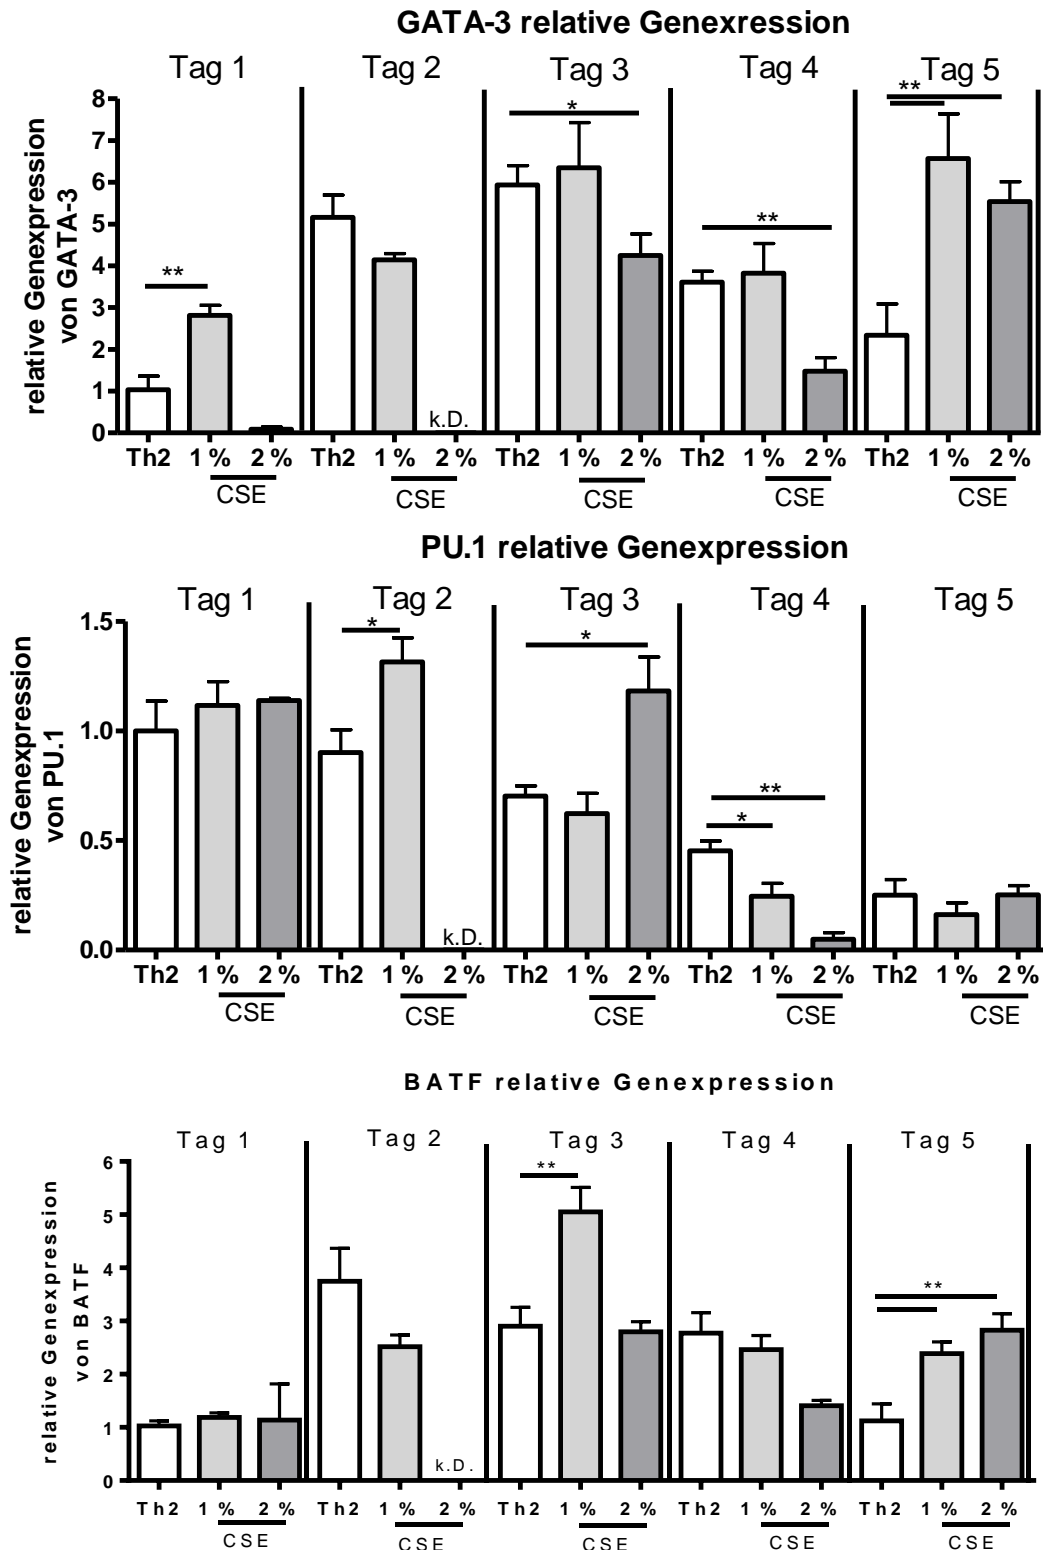 GATA-3 relative Genexression
Tag 1 Tag 2 Tag 3 Tag 4 Tag 5
relative Genexpression
von GATA-3
8
7
6
5
4
3
2
1
0
** * ** **
k.D.
Th2 1 % 2 % Th2 1 % 2 % Th2 1 % 2 % Th2 1 % 2 % Th2 1 % 2 %
CSE CSE CSE CSE CSE
PU.1 relative Genexpression
Tag 1 Tag 2 Tag 3 Tag 4 Tag 5
relative Genexpression
von PU.1
1.5
1.0
0.5
0.0
* * ** *
k.D.
Th2 1 % 2 % Th2 1 % 2 % Th2 1 % 2 % Th2 1 % 2 % Th2 1 % 2 %
CSE CSE CSE CSE CSE
BATF relative Genexpression
Tag 1 Tag 2 Tag 3 Tag 4 Tag 5
relative Genexpression
von BATF
6
5
4
3
2
1
0
** **
k.D.
Th2 1 % 2 % Th2 1 % 2 % Th2 1 % 2 % Th2 1 % 2 % Th2 1 % 2 %
CSE CSE CSE CSE CSE